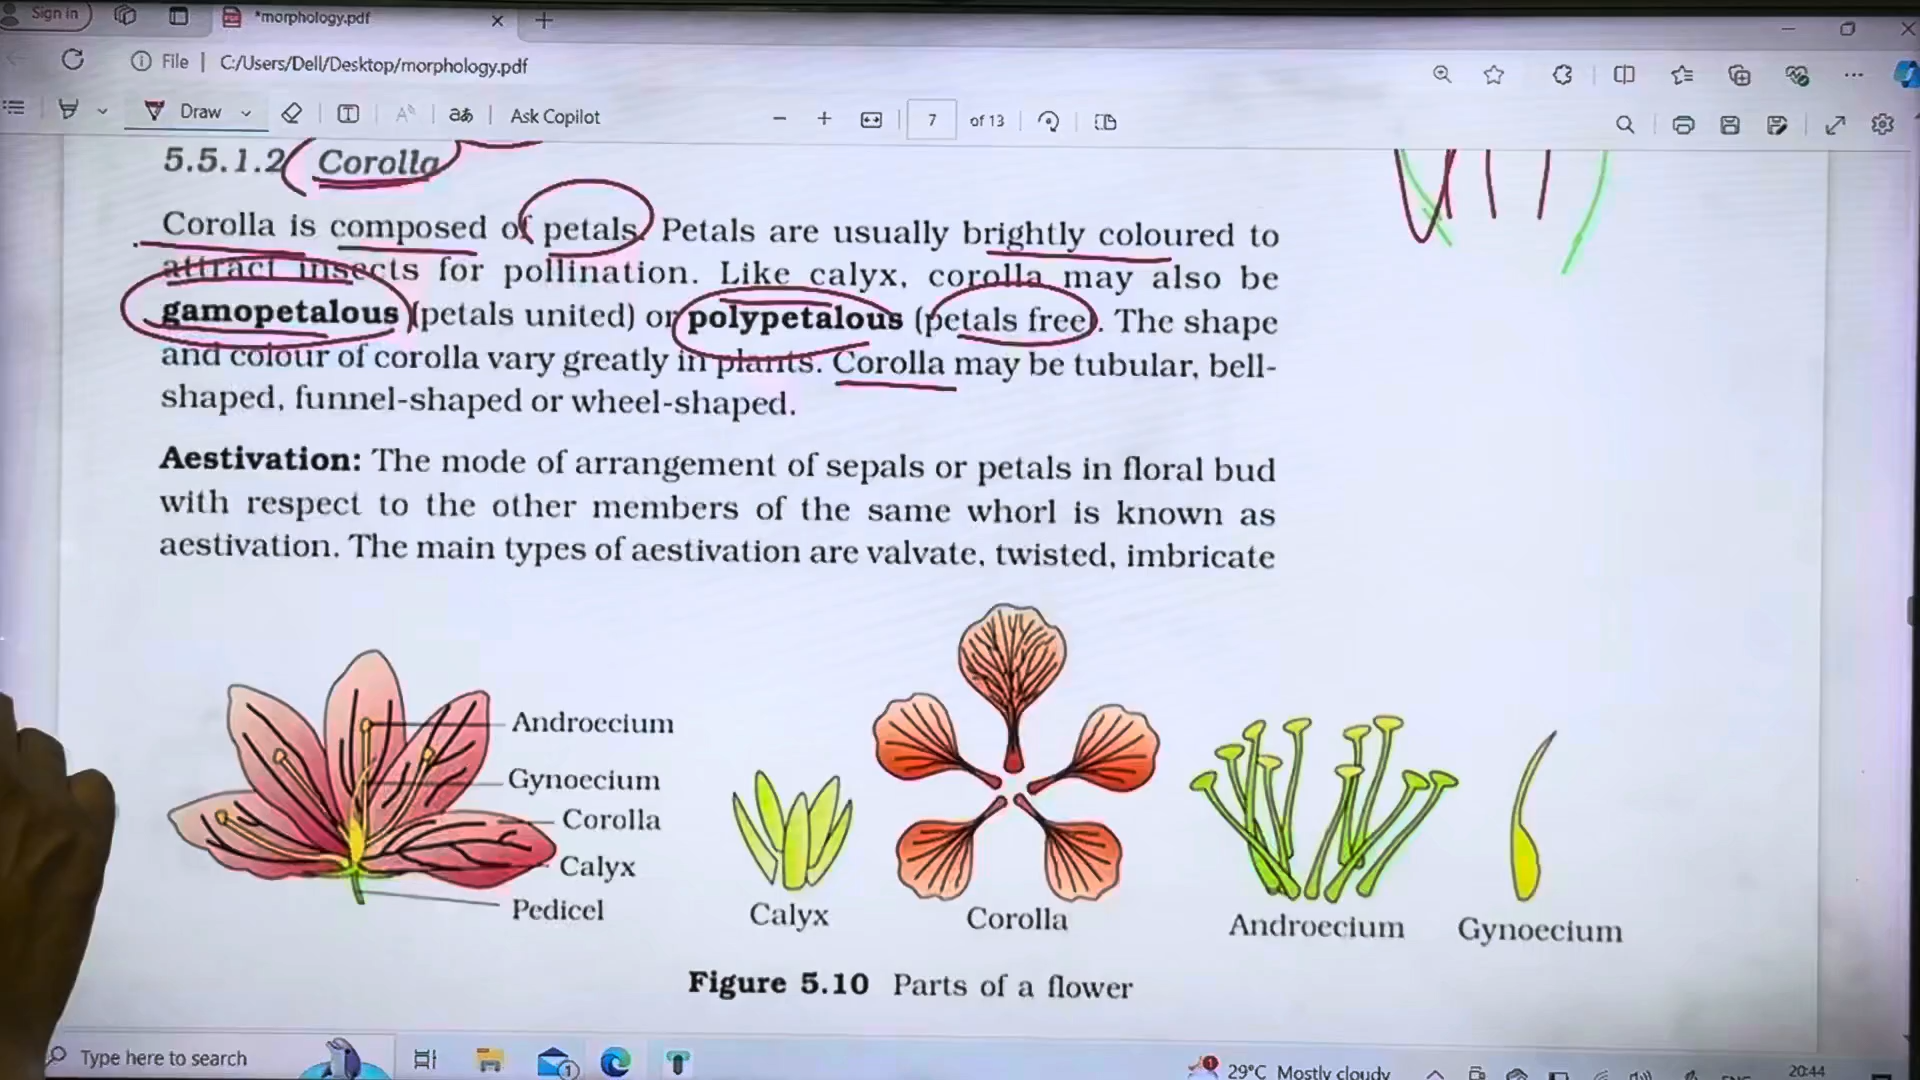 Sign in
*morphology.pdf
File | C:/Users/Dell/Desktop/morphology.pdf
Draw
aあ
Ask Copilot
7 of 13
5.5.1.2 Corolla
Corolla is composed of petals. Petals are usually brightly coloured to
attract insects for pollination. Like calyx, corolla may also be
gamopetalous (petals united) or polypetalous (petals free). The shape
and colour of corolla vary greatly in plants. Corolla may be tubular, bell-
shaped, funnel-shaped or wheel-shaped.
Aestivation: The mode of arrangement of sepals or petals in floral bud
with respect to the other members of the same whorl is known as
aestivation. The main types of aestivation are valvate, twisted, imbricate
Androecium
Gynoecium
Corolla
Calyx
Pedicel
Calyx
Corolla
Androecium
Gynoecium
Figure 5.10 Parts of a flower
Type here to search
1
1
29°C Mostly cloudy
20:44